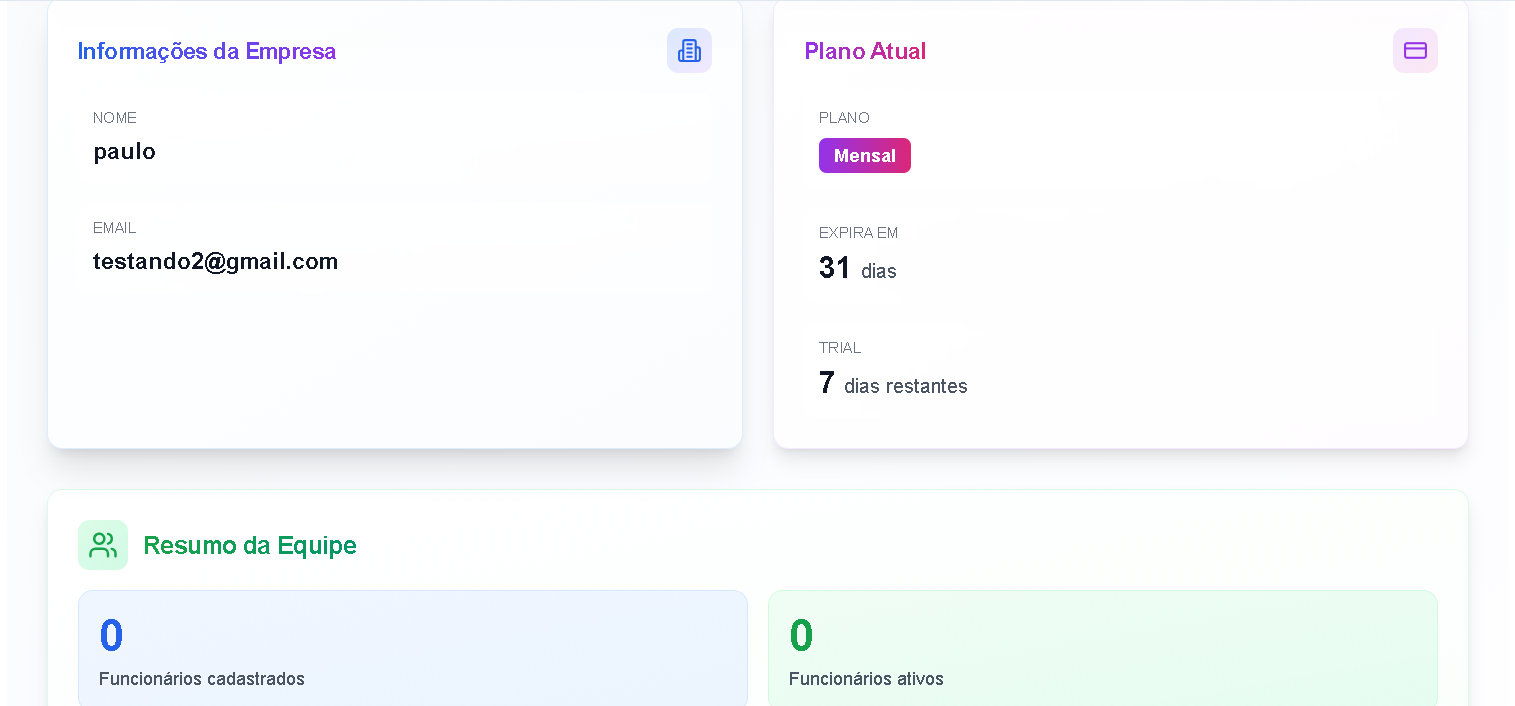 Informações da Empresa
NOME
paulo
EMAIL
testando2@gmail.com
Plano Atual
PLANO
Mensal
EXPIRA EM
31 dias
TRIAL
7 dias restantes
Resumo da Equipe
0
Funcionários cadastrados
0
Funcionários ativos